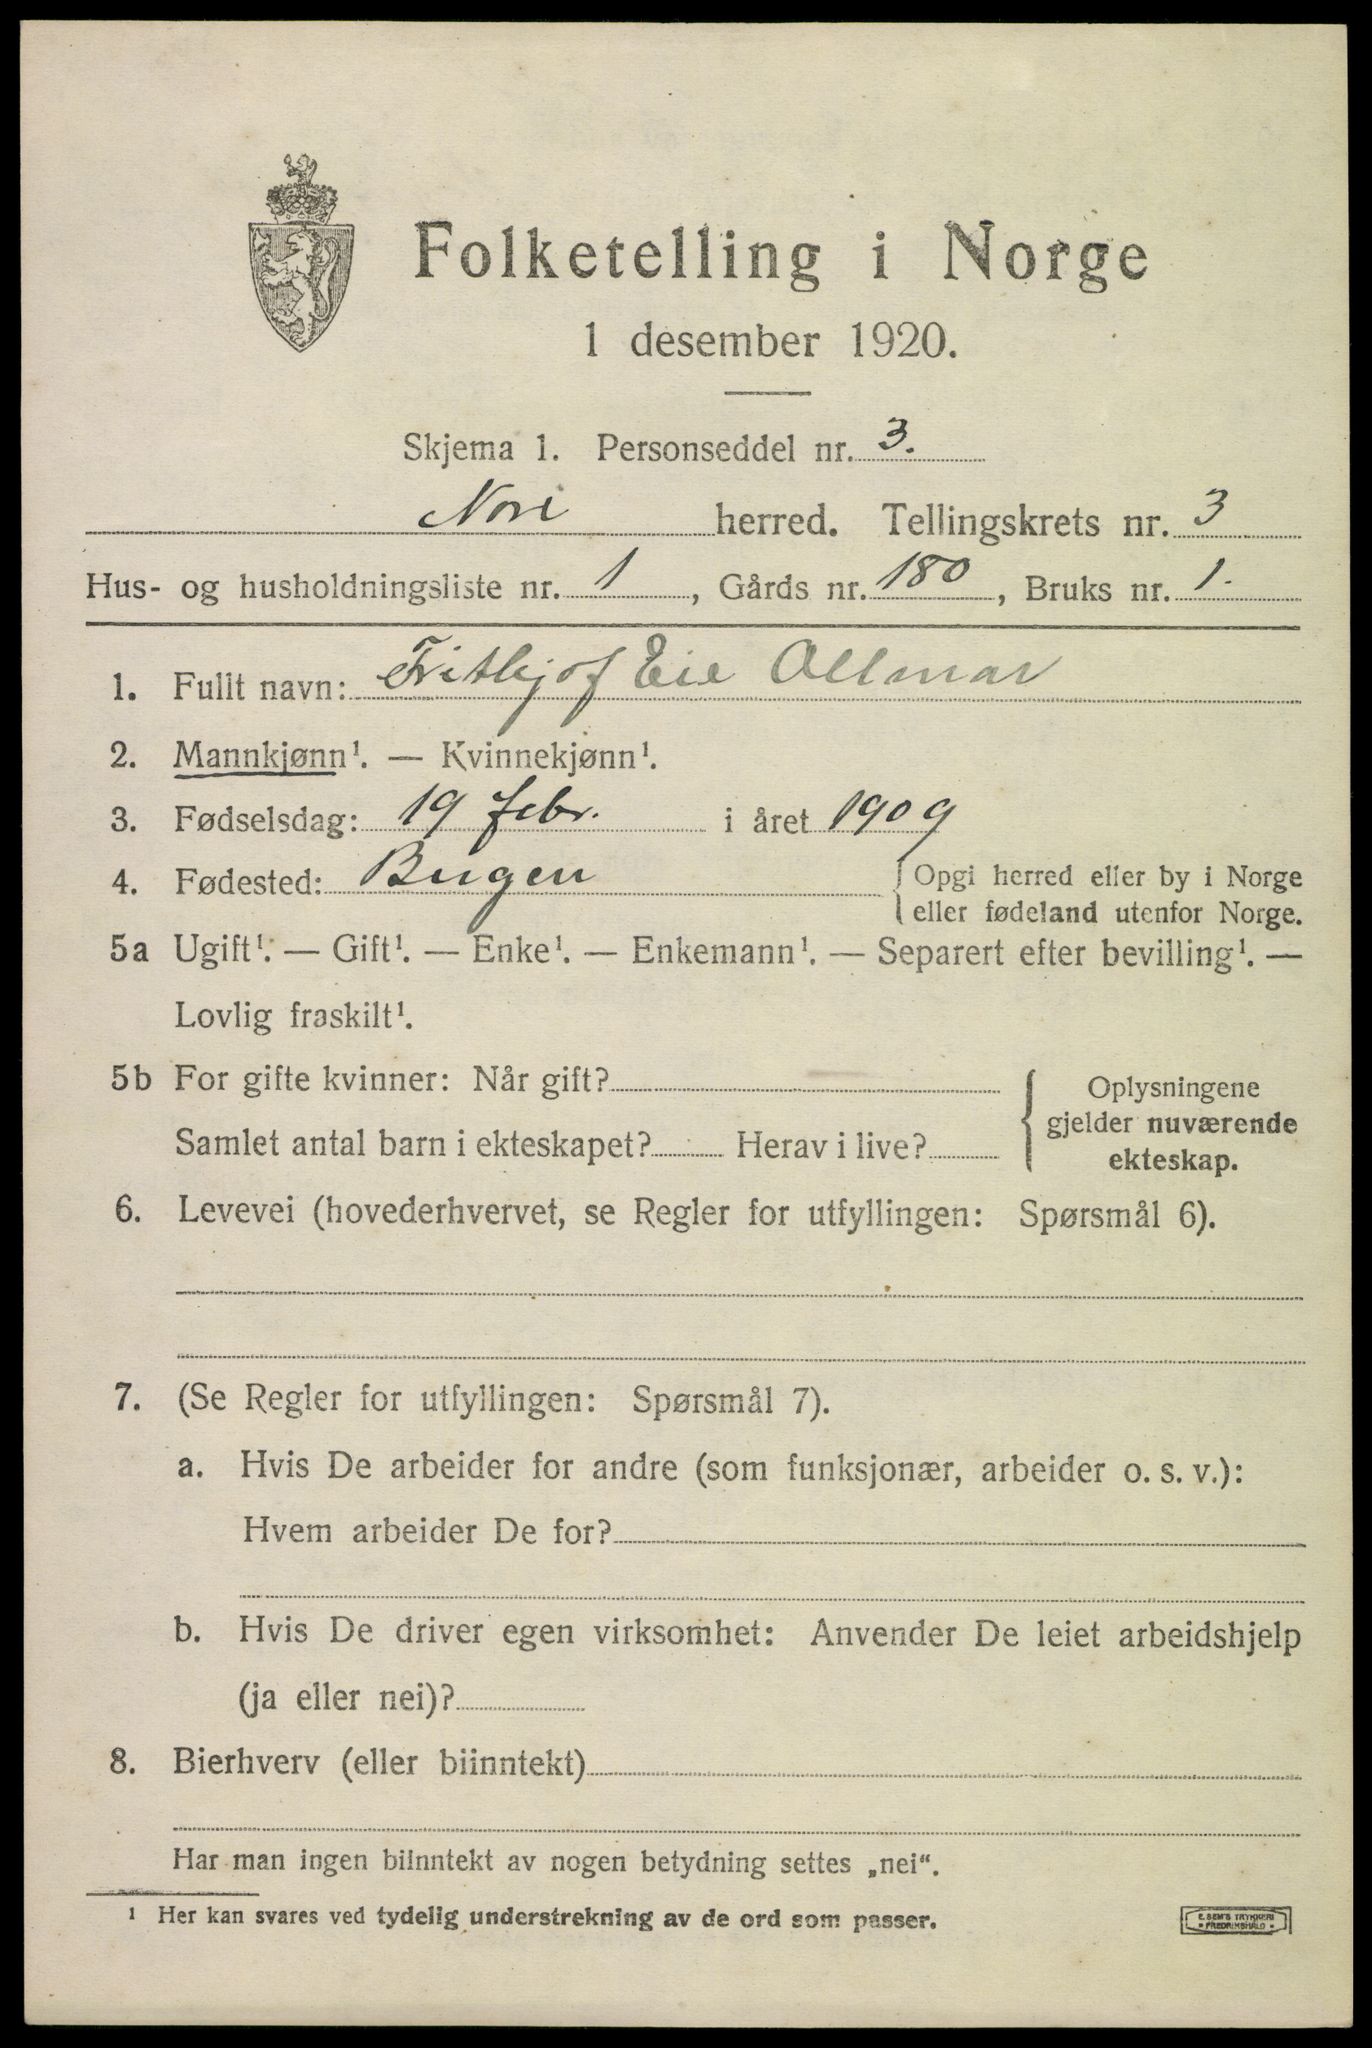 Folketelling i Norge
1 desember 1920.
Skjema 1. Personseddel nr. 3.
Nore herred. Tellingskrets nr. 3
Hus- og husholdningsliste nr. 1, Gårds nr. 180, Bruks nr. 1.
1. Fullt navn: Frithjof Eie Allmar
2. Mannkjønn¹. — Kvinnekjønn¹.
3. Fødselsdag: 19 febr. i året 1909
4. Fødested: Bergen { Opgi herred eller by i Norge
eller fødeland utenfor Norge.
5a Ugift¹. — Gift¹. — Enke¹. — Enkemann¹. — Separert efter bevilling¹. —
Lovlig fraskilt¹.
5b For gifte kvinner: Når gift?
Samlet antal barn i ekteskapet? Herav i live?
Oplysningene
gjelder nuværende
ekteskap.
6. Levevei (hovederhvervet, se Regler for utfyllingen: Spørsmål 6).
7. (Se Regler for utfyllingen: Spørsmål 7).
a. Hvis De arbeider for andre (som funksjonær, arbeider o. s. v.):
Hvem arbeider De for?
b. Hvis De driver egen virksomhet: Anvender De leiet arbeidshjelp
(ja eller nei)?
8. Bierhverv (eller biinntekt)
Har man ingen biinntekt av nogen betydning settes „nei“.
¹ Her kan svares ved tydelig understrekning av de ord som passer.
E. SEM'S TRYKKERI
FREDRIKSHALD